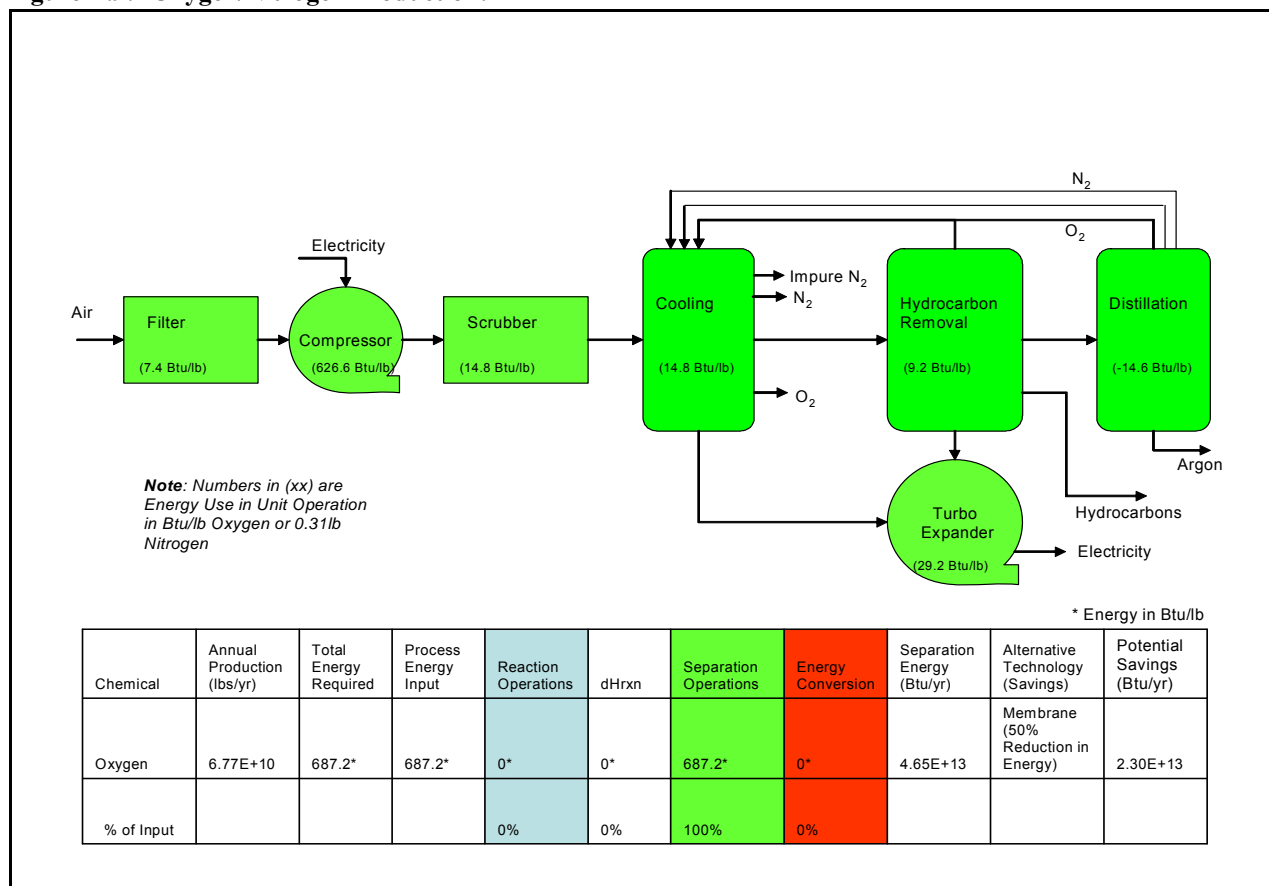 N2
O2
Electricity
Air
Filter
(7.4 Btu/lb)
Compressor
(626.6 Btu/lb)
Scrubber
(14.8 Btu/lb)
Cooling
(14.8 Btu/lb)
Impure N2
N2
O2
Hydrocarbon
Removal
(9.2 Btu/lb)
Distillation
(-14.6 Btu/lb)
Argon
Hydrocarbons
Turbo
Expander
(29.2 Btu/lb)
Electricity
Note: Numbers in (xx) are
Energy Use in Unit Operation
in Btu/lb Oxygen or 0.31lb
Nitrogen
* Energy in Btu/lb
Chemical
Annual
Production
(lbs/yr)
Total
Energy
Required
Process
Energy
Input
Reaction
Operations
dHrxn
Separation
Operations
Energy
Conversion
Separation
Energy
(Btu/yr)
Alternative
Technology
(Savings)
Potential
Savings
(Btu/yr)
Oxygen
6.77E+10
687.2*
687.2*
0*
0*
687.2*
0*
4.65E+13
Membrane
(50%
Reduction in
Energy)
2.30E+13
% of Input
0%
0%
100%
0%